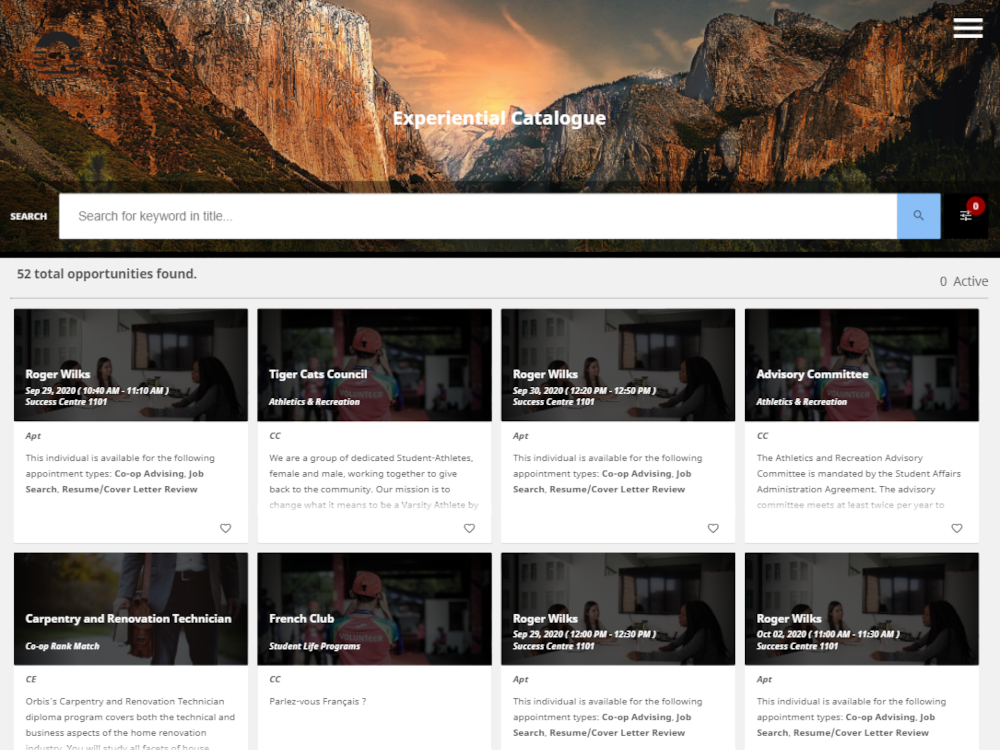 Experiential Catalogue
SEARCH
Search for keyword in title...
0
52 total opportunities found.
0 Active
Roger Wilks
Sep 29, 2020 ( 10:40 AM - 11:10 AM )
Success Centre 1101
Apt
This individual is available for the following
appointment types: Co-op Advising, Job
Search, Resume/Cover Letter Review
Tiger Cats Council
Athletics & Recreation
CC
We are a group of dedicated Student-Athletes,
female and male, working together to give
back to the community. Our mission is to
change what it means to be a Varsity Athlete by
Roger Wilks
Sep 30, 2020 ( 12:20 PM - 12:50 PM )
Success Centre 1101
Apt
This individual is available for the following
appointment types: Co-op Advising, Job
Search, Resume/Cover Letter Review
Advisory Committee
Athletics & Recreation
CC
The Athletics and Recreation Advisory
Committee is mandated by the Student Affairs
Administration Agreement. The advisory
committee meets at least twice per year to
Carpentry and Renovation Technician
Co-op Rank Match
CE
Orbis's Carpentry and Renovation Technician
diploma program covers both the technical and
business aspects of the home renovation
industry. You will study all facets of house
French Club
Student Life Programs
VOLUNTEER
CC
Parlez-vous Français ?
Roger Wilks
Sep 29, 2020 ( 12:00 PM - 12:30 PM )
Success Centre 1101
Apt
This individual is available for the following
appointment types: Co-op Advising, Job
Search, Resume/Cover Letter Review
Roger Wilks
Oct 02, 2020 ( 11:00 AM - 11:30 AM )
Success Centre 1101
Apt
This individual is available for the following
appointment types: Co-op Advising, Job
Search, Resume/Cover Letter Review